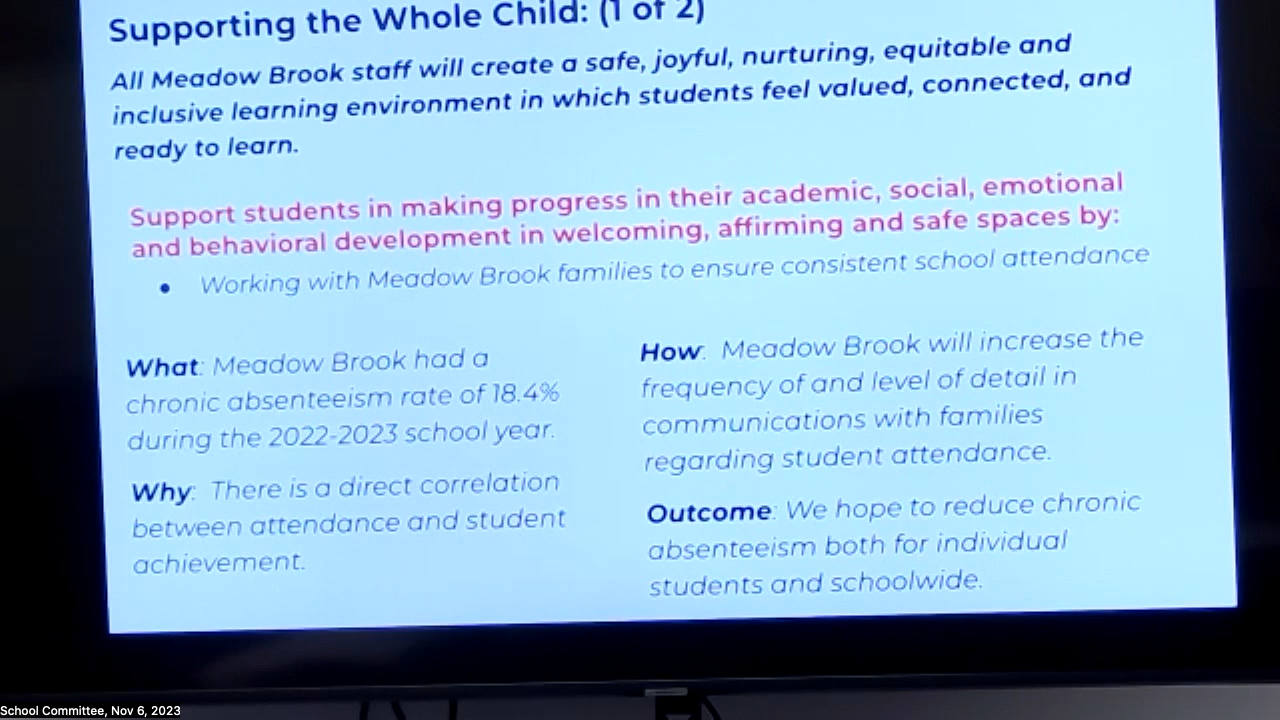 Supporting the Whole Child: (1 of 2)
All Meadow Brook staff will create a safe, joyful, nurturing, equitable and
inclusive learning environment in which students feel valued, connected, and
ready to learn.
Support students in making progress in their academic, social, emotional
and behavioral development in welcoming, affirming and safe spaces by:
• Working with Meadow Brook families to ensure consistent school attendance
What: Meadow Brook had a
chronic absenteeism rate of 18.4%
during the 2022-2023 school year.
Why: There is a direct correlation
between attendance and student
achievement.
How: Meadow Brook will increase the
frequency of and level of detail in
communications with families
regarding student attendance.
Outcome: We hope to reduce chronic
absenteeism both for individual
students and schoolwide.
School Committee, Nov 6, 2023